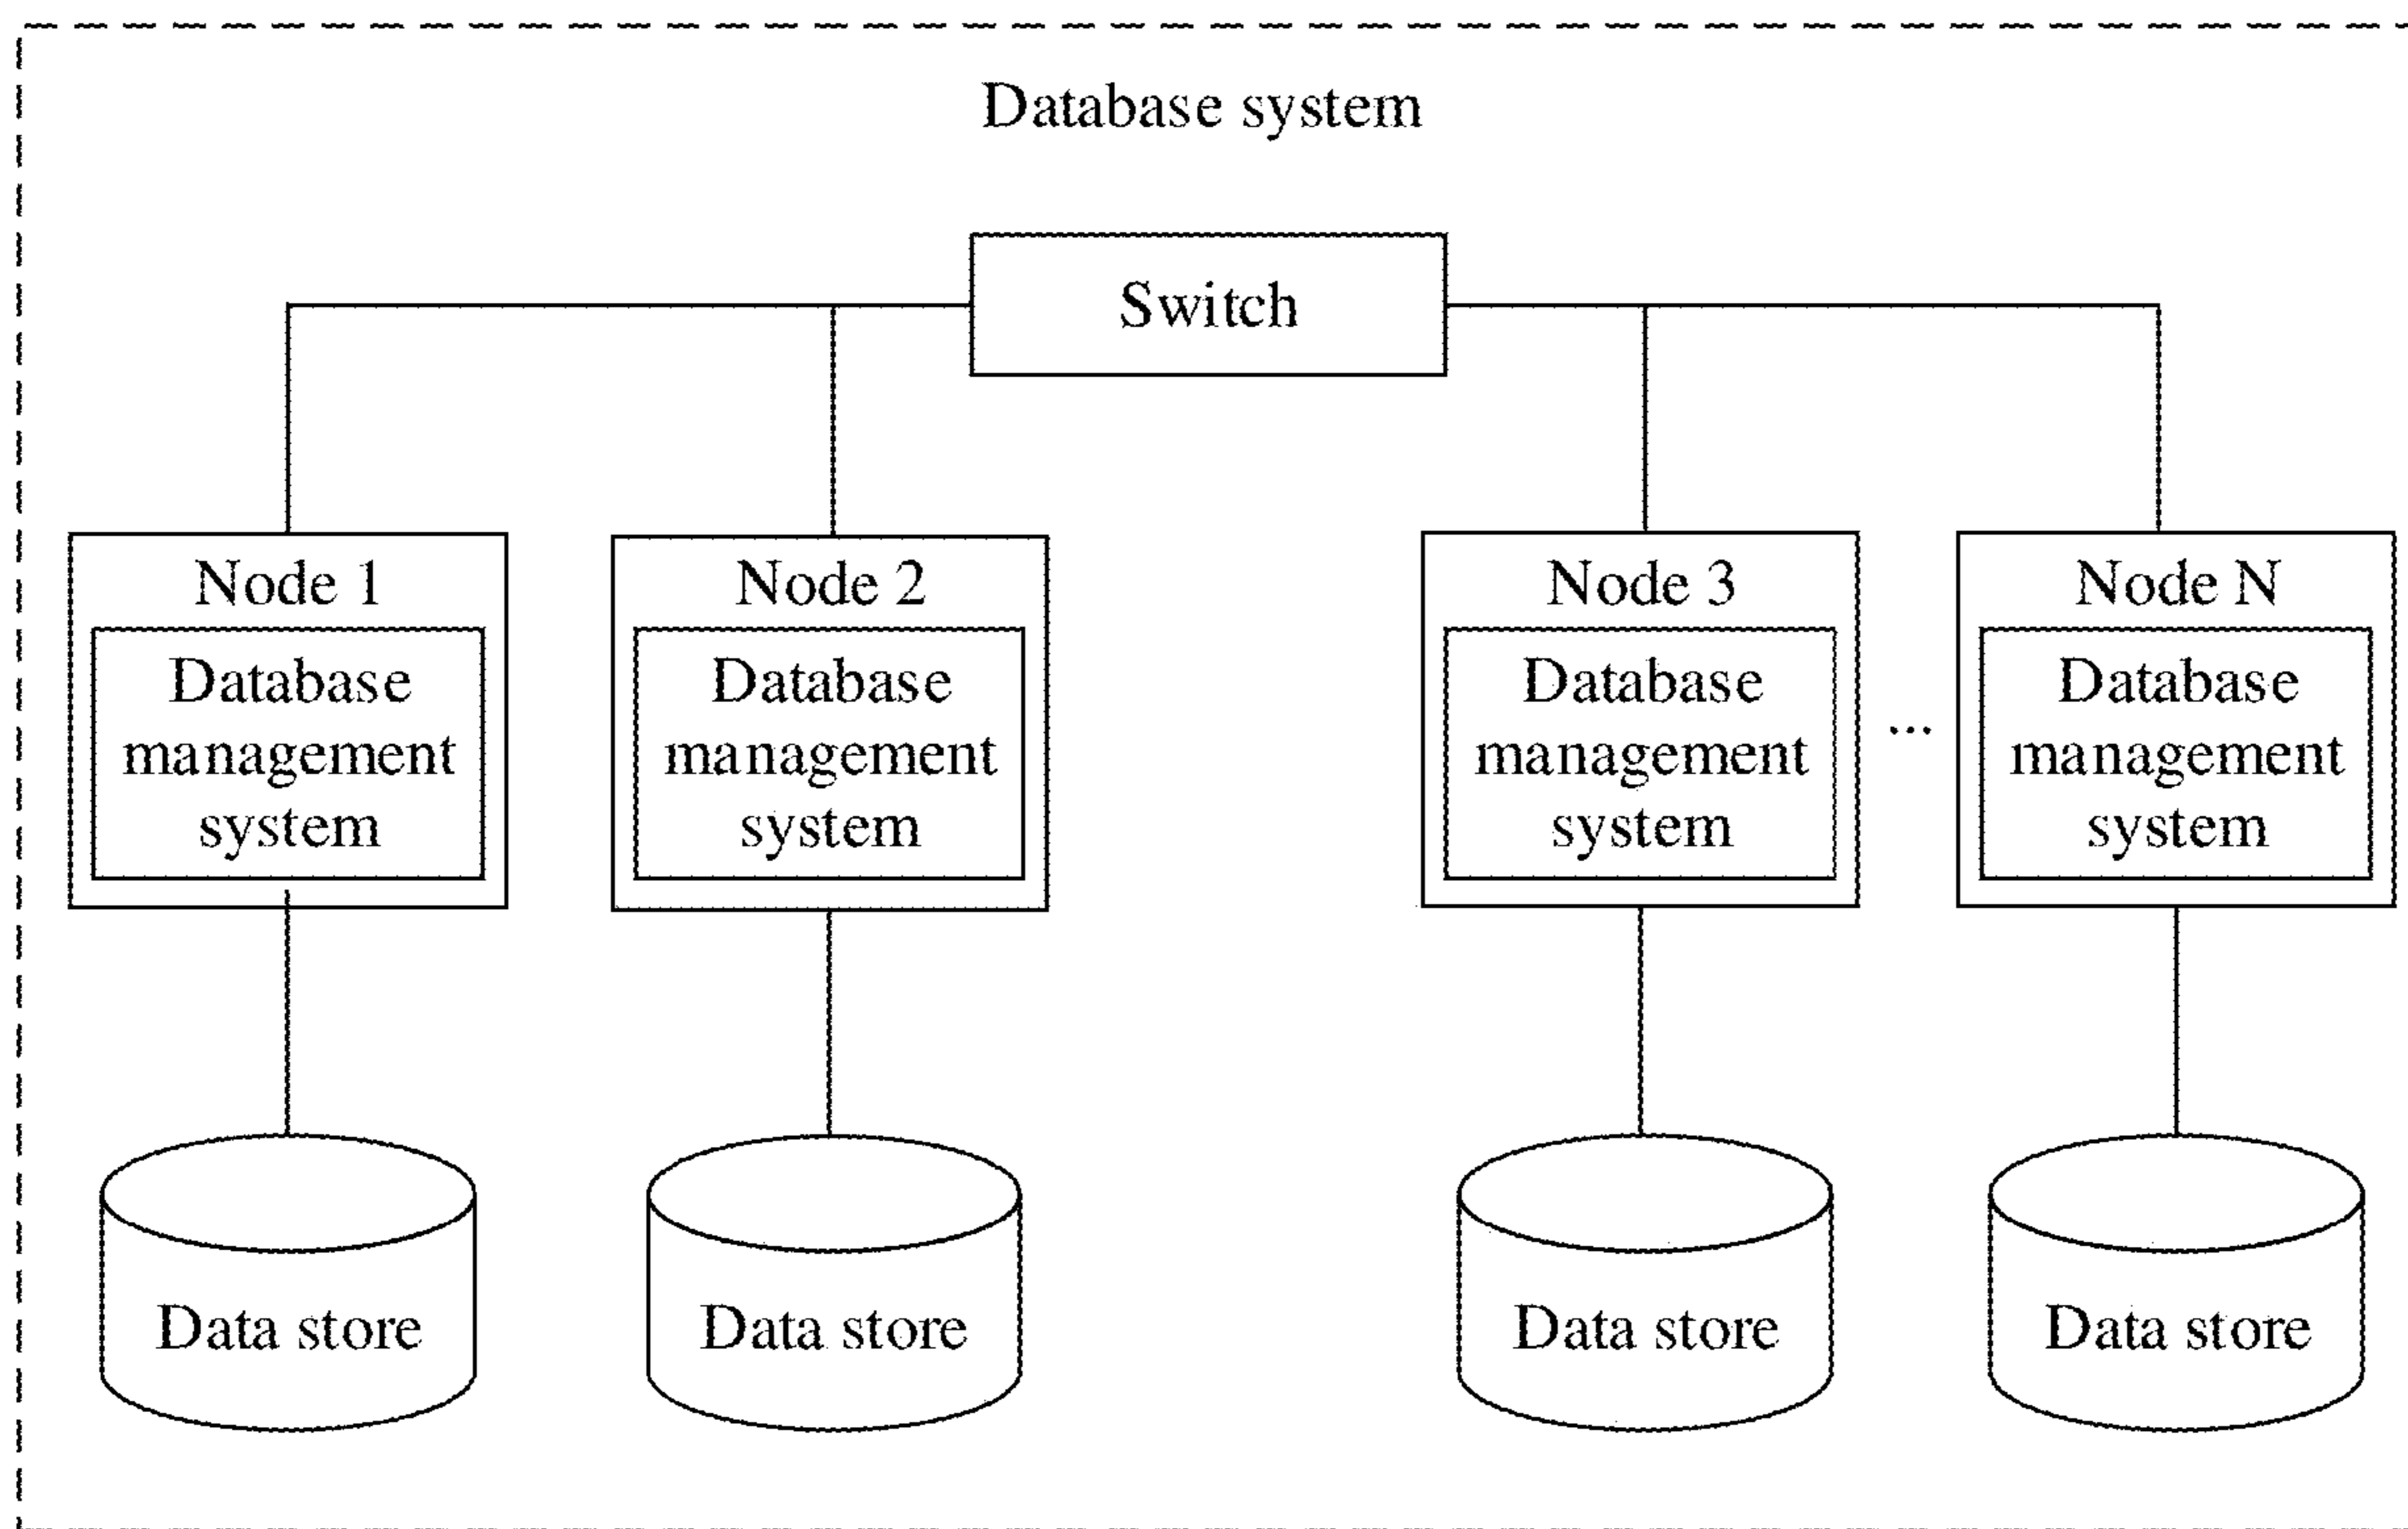 Database system
Switch
Node 1
Database
management
system
Node 2
Database
management
system
Node 3
Database
management
system
...
Node N
Database
management
system
Data store
Data store
Data store
Data store